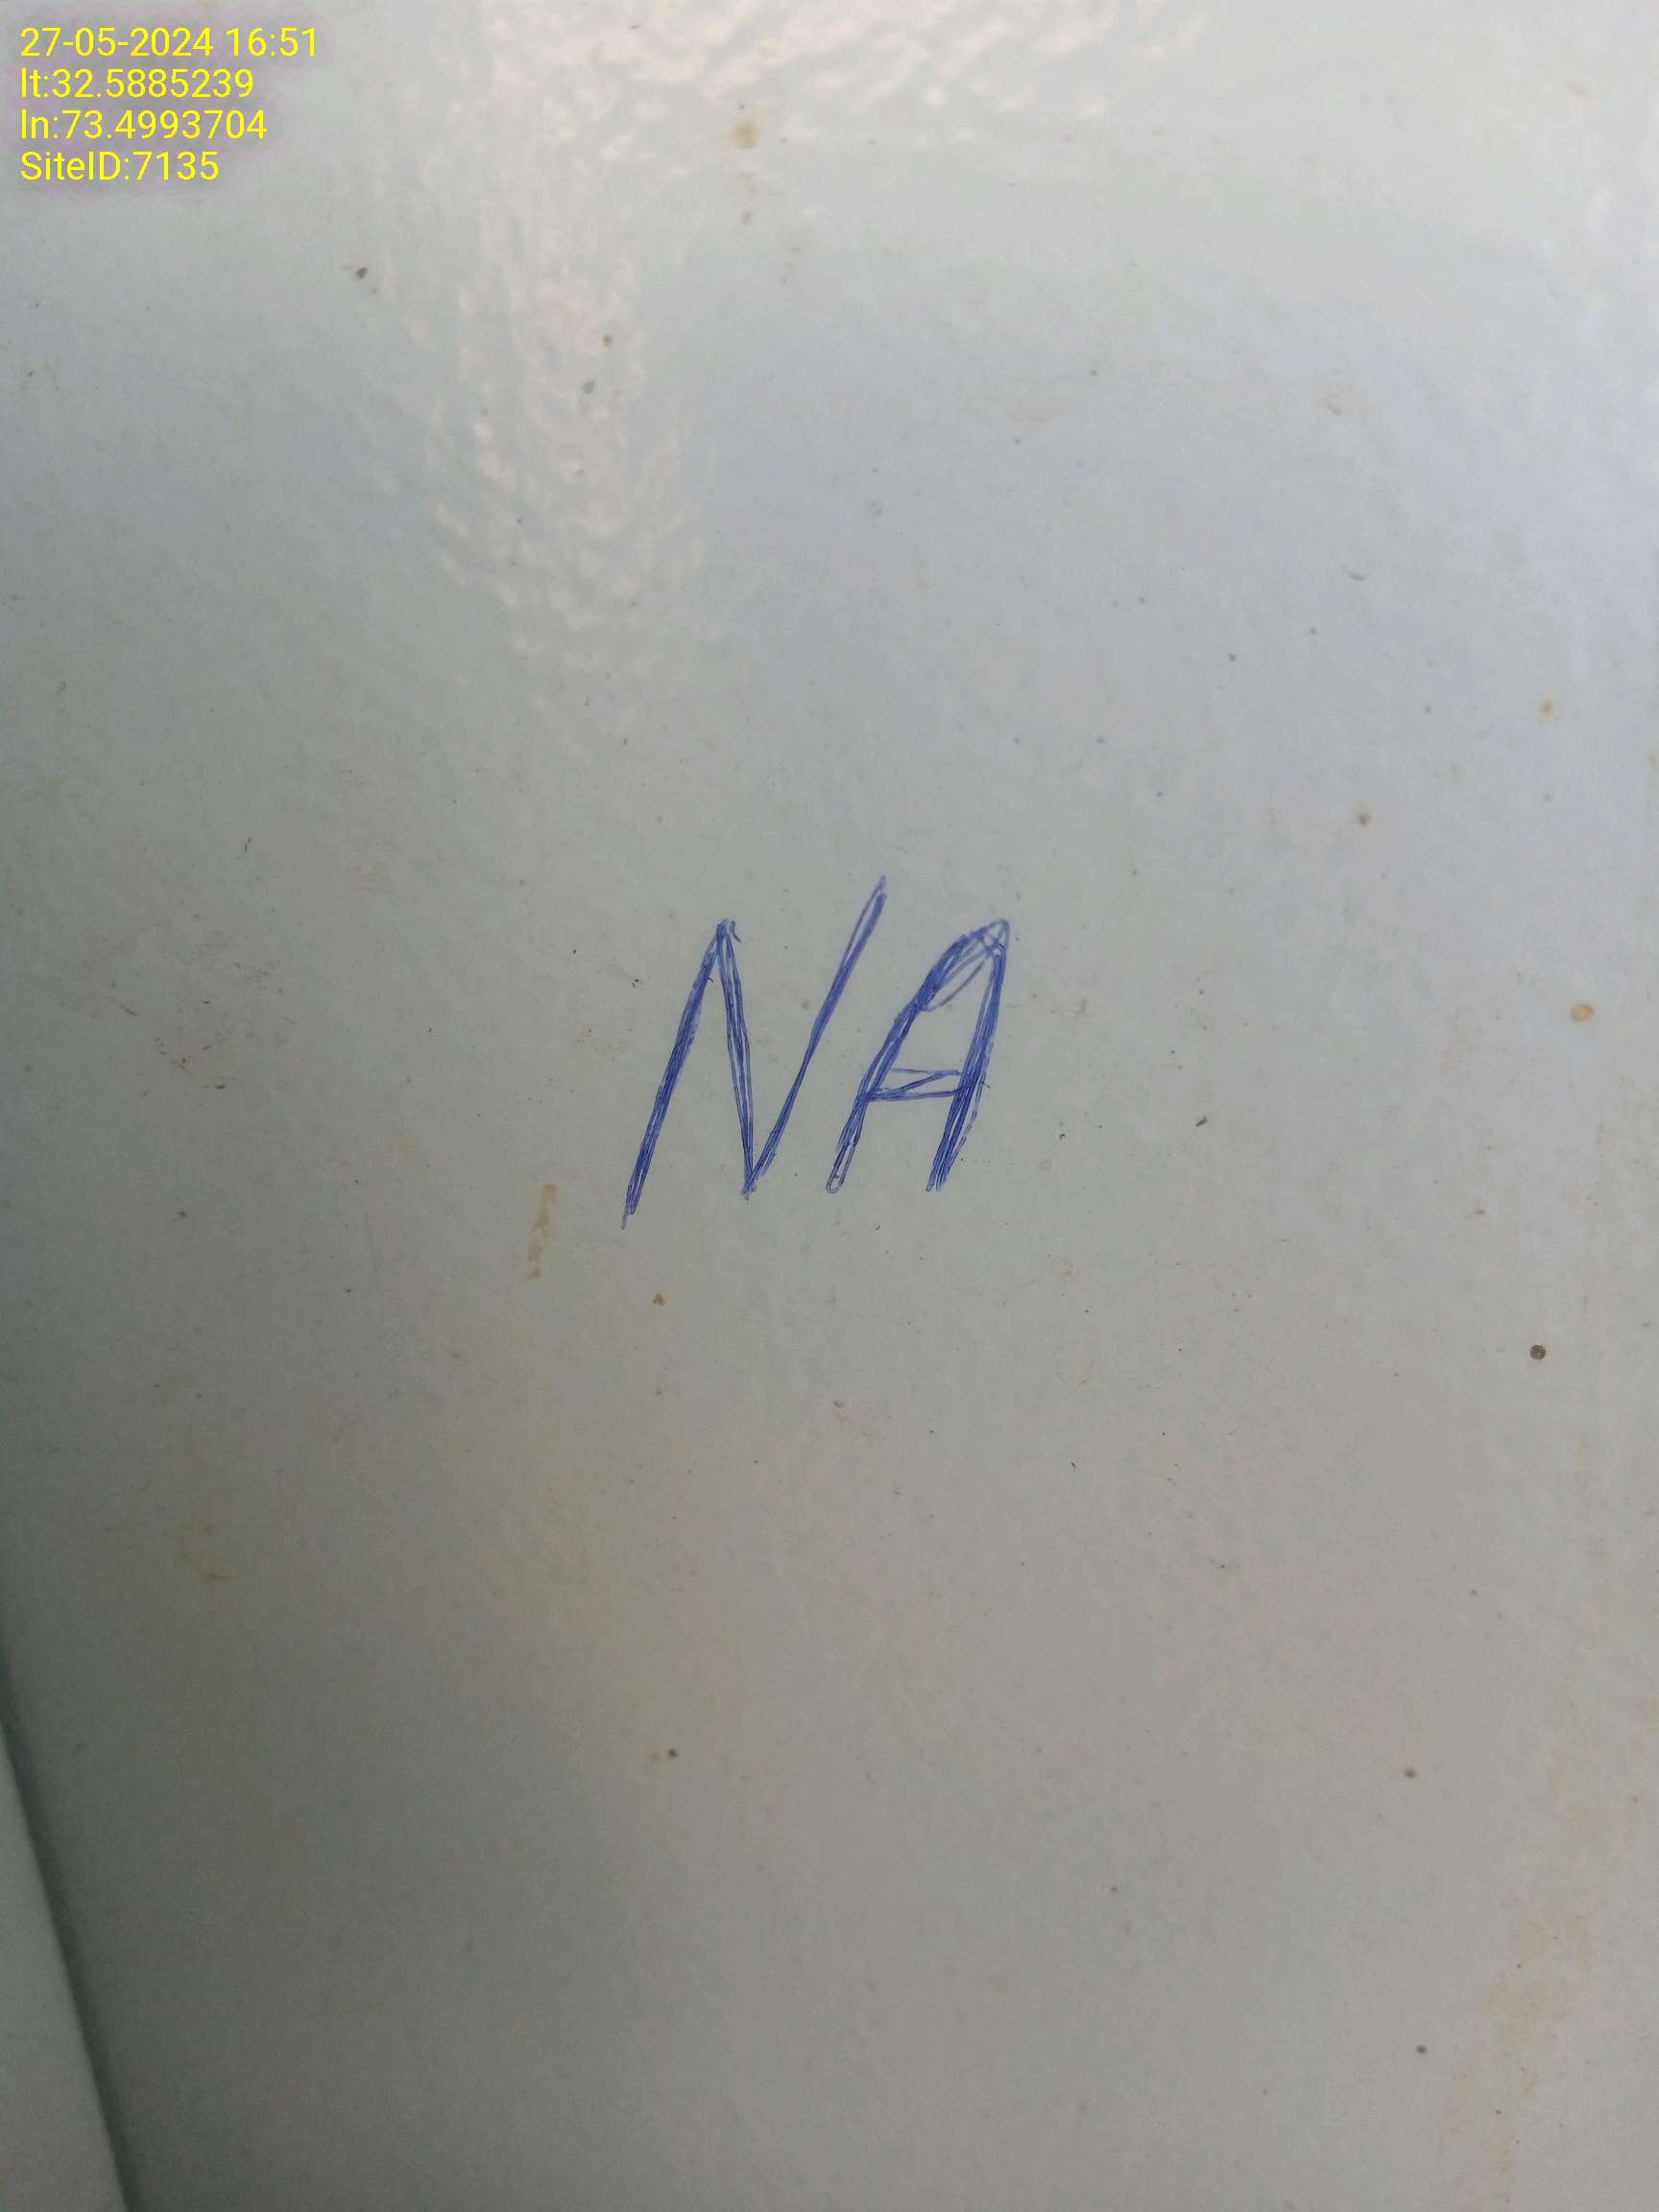 27-05-2024 16:51
lt:32.5885239
ln:73.4993704
SiteID:7135
NA